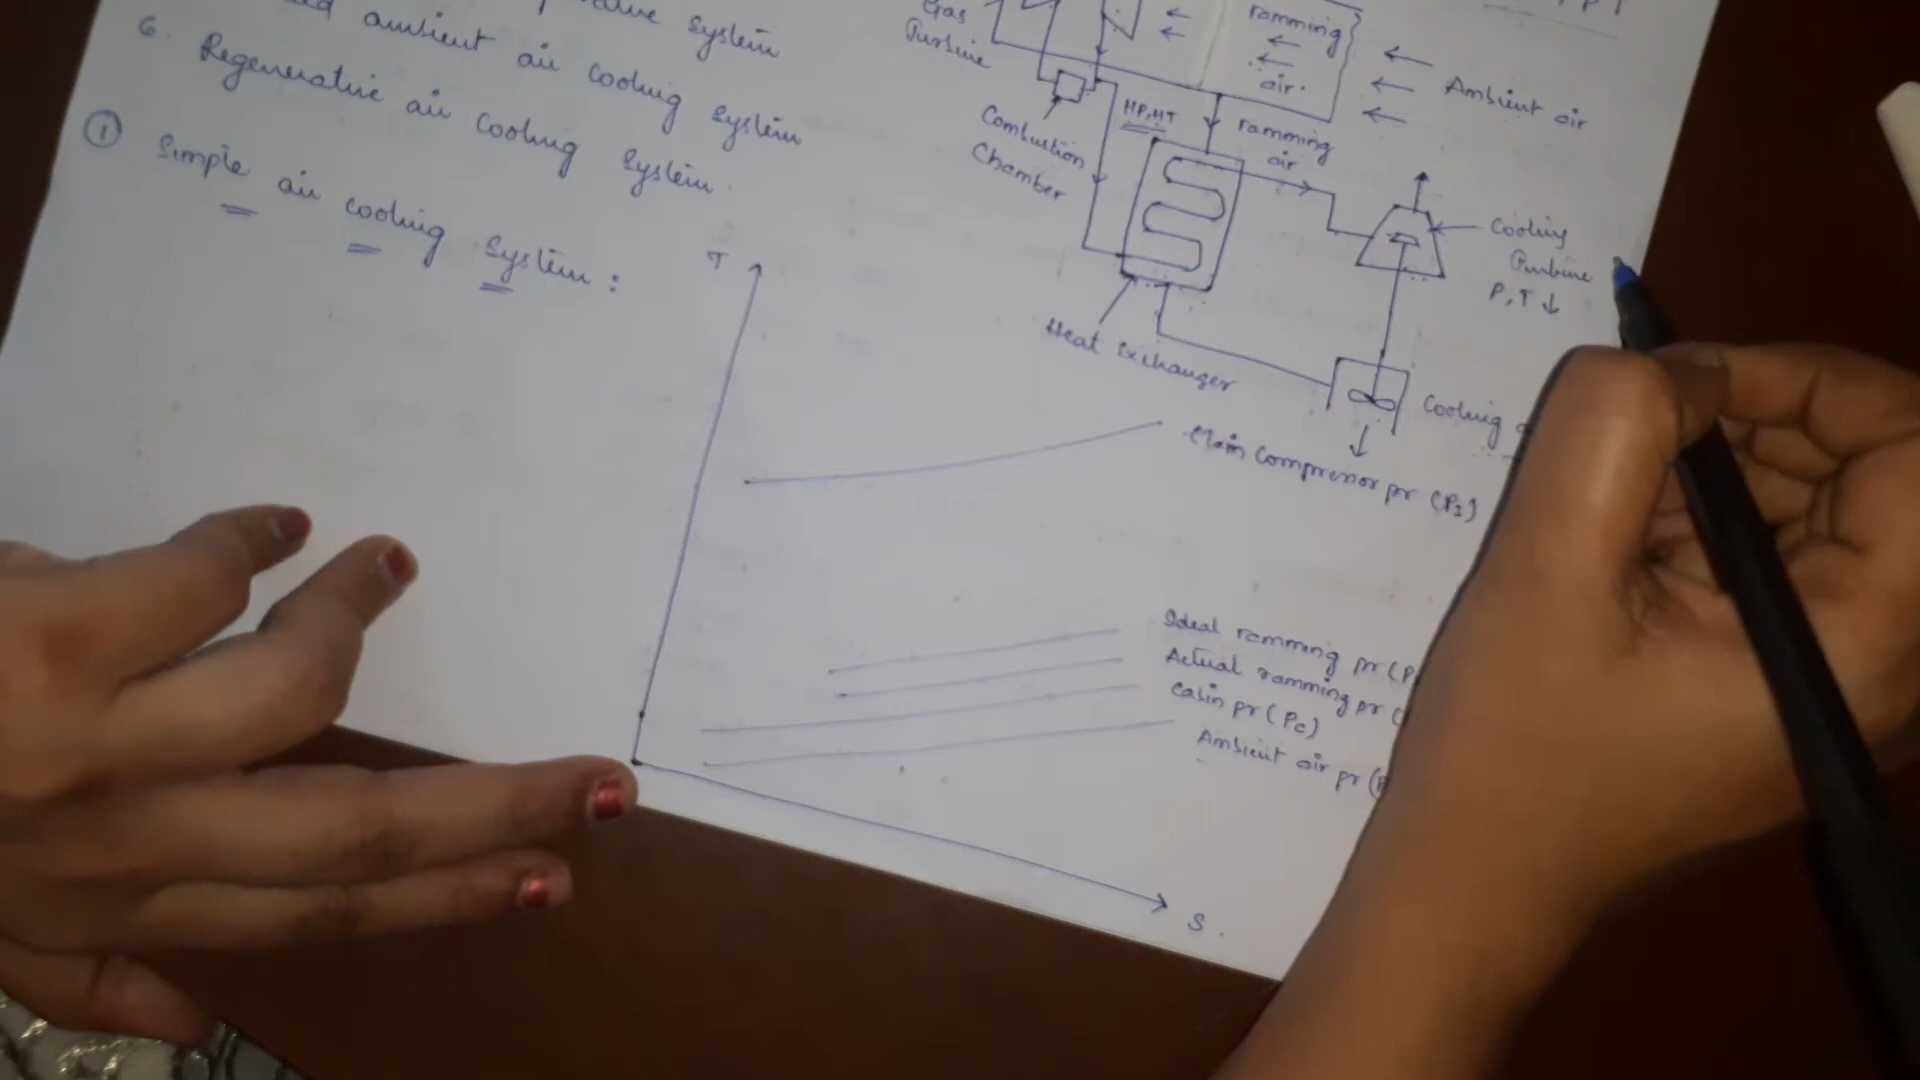 system
ambient air cooling system
6. Regenerative air cooling system.
① Simple air cooling system :
Gas
Turbine
Combustion
Chamber
ramming
air.
Ambient air
HP, HT
ramming
air
Cooling
Turbine
P, T ↓
Heat Exchanger
Cooling
T
Main Compressor pr (P3)
Ideal ramming pr (P
Actual ramming pr (
Cabin pr (Pc)
Ambient air pr (P
S.